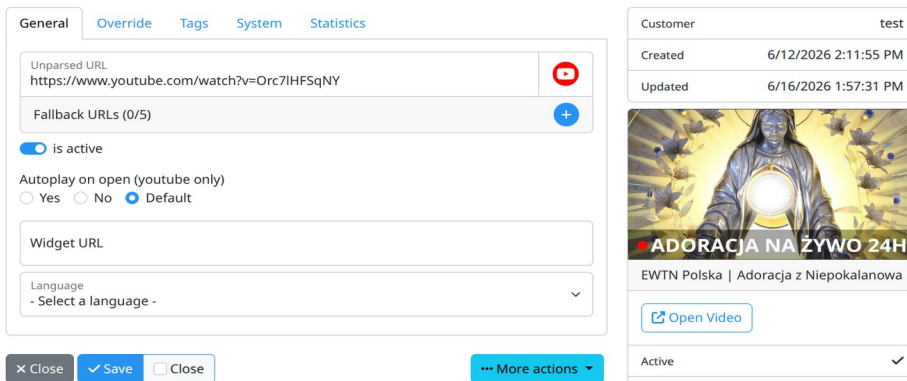 General Override Tags System Statistics
Unparsed URL
https://www.youtube.com/watch?v=Orc7lHFSqNY
Fallback URLs (0/5)
is active
Autoplay on open (youtube only)
Yes No Default
Widget URL
Language
- Select a language -
× Close Save Close More actions
Customer test
Created 6/12/2026 2:11:55 PM
Updated 6/16/2026 1:57:31 PM
ADORACJA NA ŻYWO 24H
EWTN Polska | Adoracja z Niepokalanowa
Open Video
Active